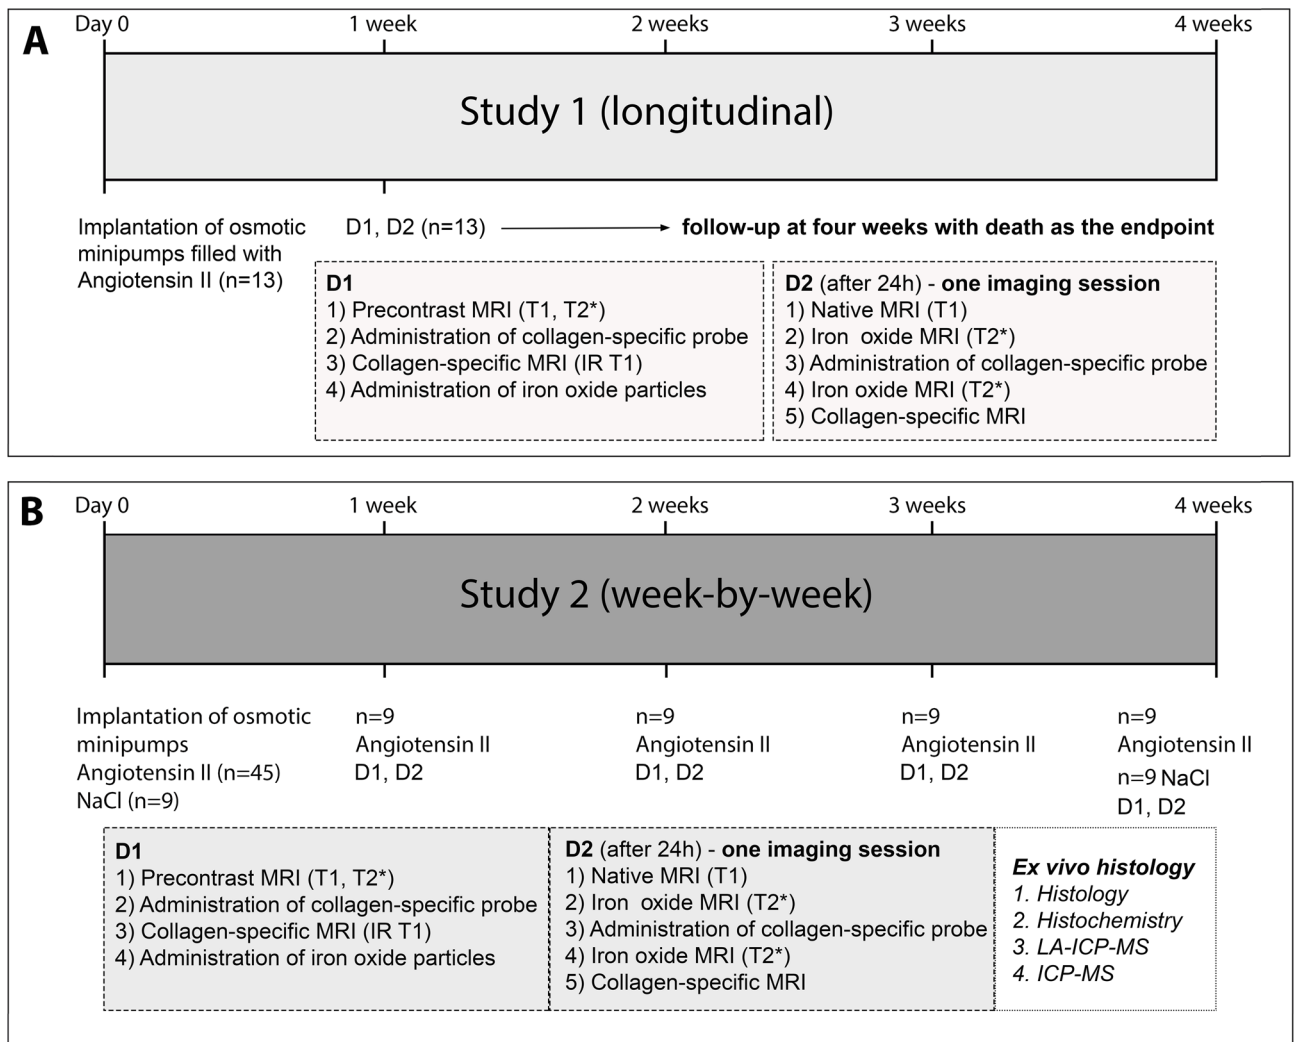 A
Day 0 1 week 2 weeks 3 weeks 4 weeks
Study 1 (longitudinal)
Implantation of osmotic
minipumps filled with
Angiotensin II (n=13)
D1, D2 (n=13)
follow-up at four weeks with death as the endpoint
D1
1) Precontrast MRI (T1, T2*)
2) Administration of collagen-specific probe
3) Collagen-specific MRI (IR T1)
4) Administration of iron oxide particles
D2 (after 24h) - one imaging session
1) Native MRI (T1)
2) Iron oxide MRI (T2*)
3) Administration of collagen-specific probe
4) Iron oxide MRI (T2*)
5) Collagen-specific MRI
B
Day 0 1 week 2 weeks 3 weeks 4 weeks
Study 2 (week-by-week)
Implantation of osmotic
minipumps
Angiotensin II (n=45)
NaCl (n=9)
n=9
Angiotensin II
D1, D2
n=9
Angiotensin II
D1, D2
n=9
Angiotensin II
D1, D2
n=9
Angiotensin II
n=9 NaCl
D1, D2
D1
1) Precontrast MRI (T1, T2*)
2) Administration of collagen-specific probe
3) Collagen-specific MRI (IR T1)
4) Administration of iron oxide particles
D2 (after 24h) - one imaging session
1) Native MRI (T1)
2) Iron oxide MRI (T2*)
3) Administration of collagen-specific probe
4) Iron oxide MRI (T2*)
5) Collagen-specific MRI
Ex vivo histology
1. Histology
2. Histochemistry
3. LA-ICP-MS
4. ICP-MS